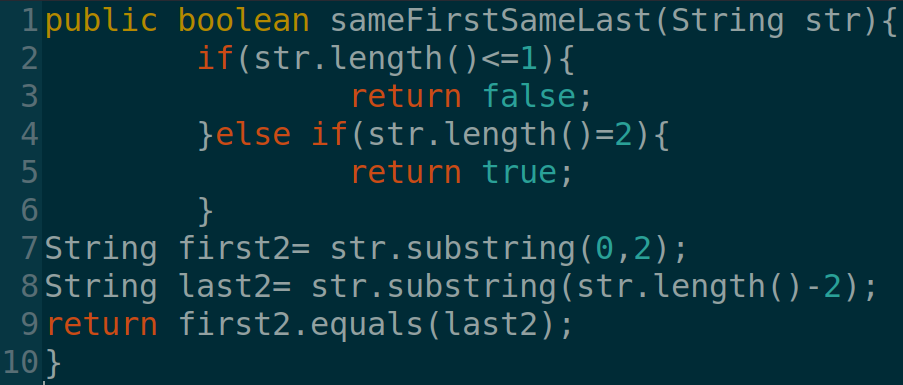 1 public boolean sameFirstSameLast(String str){
2         if(str.length()<=1){
3                 return false;
4         }else if(str.length()=2){
5                 return true;
6         }
7 String first2= str.substring(0,2);
8 String last2= str.substring(str.length()-2);
9 return first2.equals(last2);
10 }